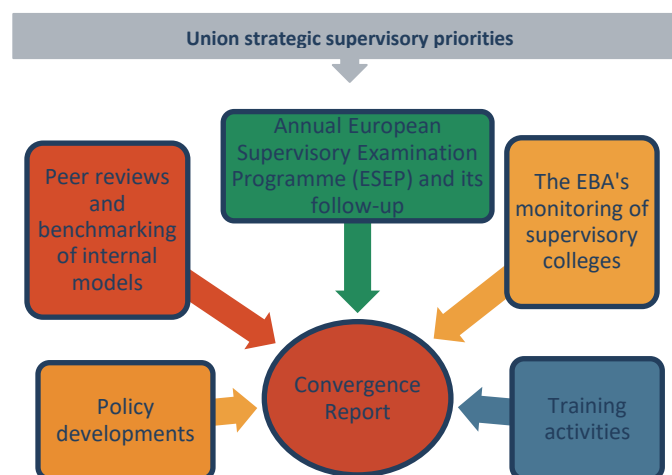 Union strategic supervisory priorities
Annual European
Supervisory Examination
Programme (ESEP) and its
follow-up
Peer reviews
and
benchmarking
of internal
models
The EBA's
monitoring of
supervisory
colleges
Convergence
Report
Policy
developments
Training
activities